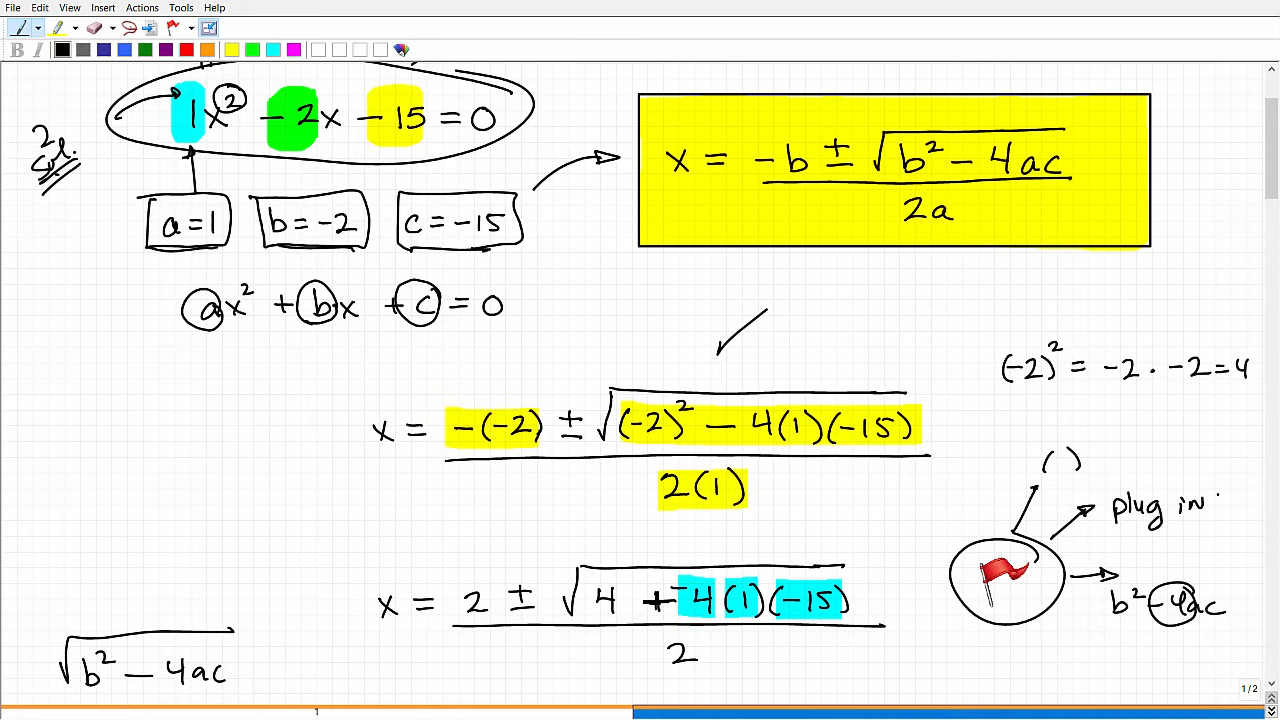 File Edit View Insert Actions Tools Help
B I
1x² - 2x - 15 = 0
2 Sol.
a=1 b=-2 c=-15
ax² + bx + c = 0
x = -b ± √b² - 4ac
2a
(-2)² = -2 · -2 = 4
x = -(-2) ± √(-2)² - 4(1)(-15)
2(1)
( )
plug in
b² - 4ac
x = 2 ± √4 + -4(1)(-15)
2
√b² - 4ac
1/2
1